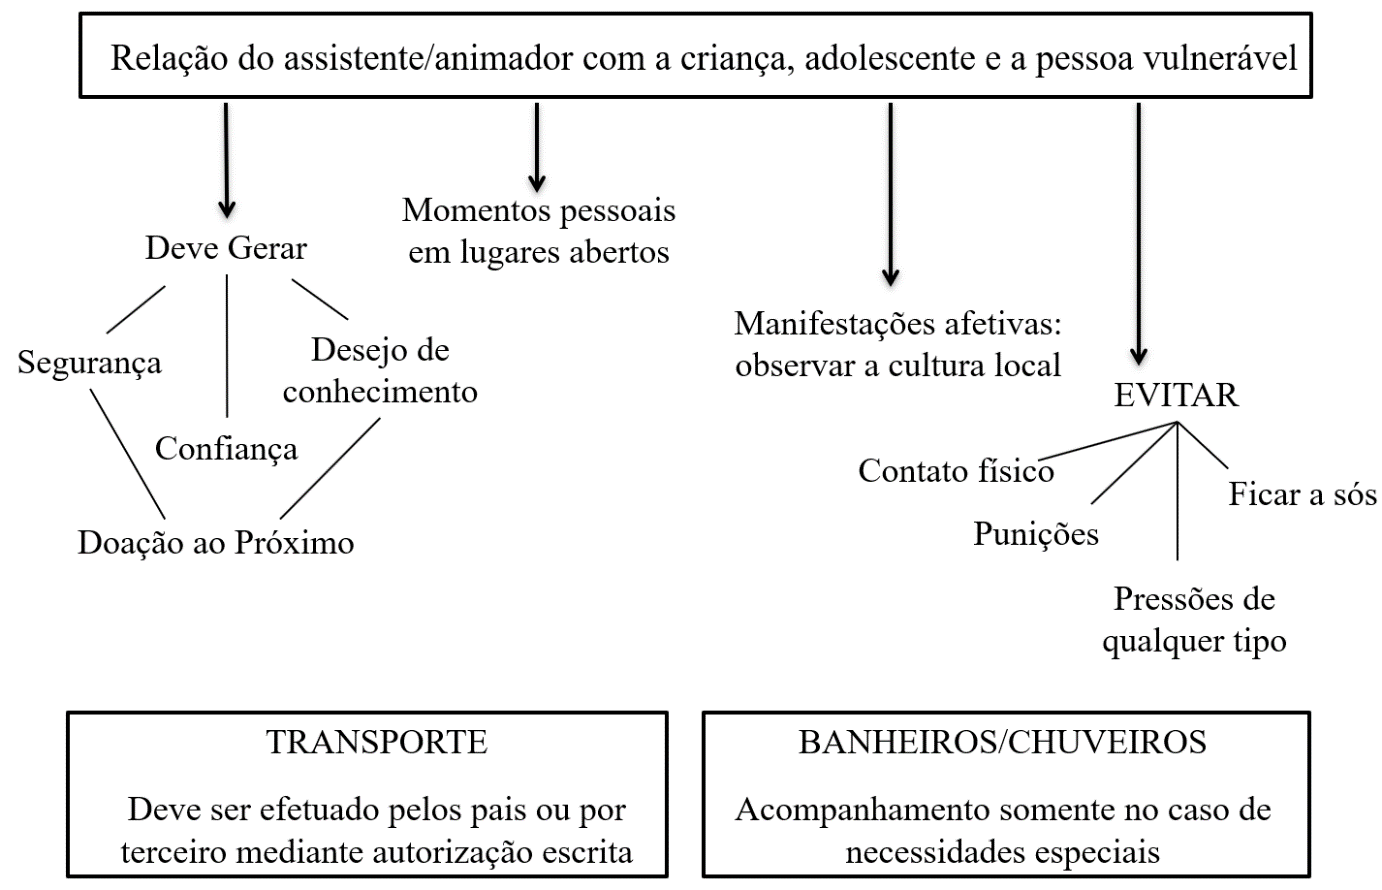 Relação do assistente/animador com a criança, adolescente e a pessoa vulnerável
Deve Gerar
Segurança
Confiança
Desejo de
conhecimento
Doação ao Próximo
Momentos pessoais
em lugares abertos
Manifestações afetivas:
observar a cultura local
EVITAR
Contato físico
Punições
Pressões de
qualquer tipo
Ficar a sós
TRANSPORTE
Deve ser efetuado pelos pais ou por
terceiro mediante autorização escrita
BANHEIROS/CHUVEIROS
Acompanhamento somente no caso de
necessidades especiais